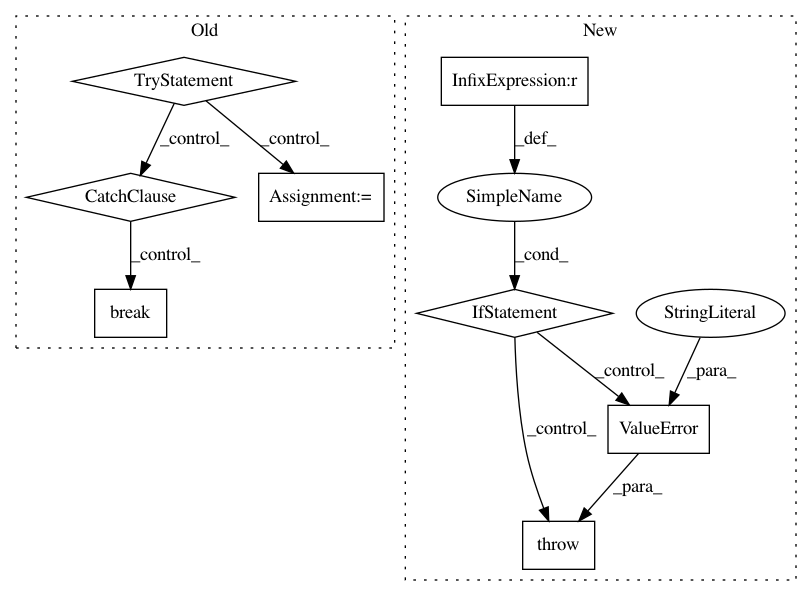 Old
New
TryStatement
InfixExpression:r
_control_
_control_
_def_
CatchClause
Assignment:=
SimpleName
_control_
_cond_
break
IfStatement
StringLiteral
_control_
_para_
_control_
ValueError
_para_
throw